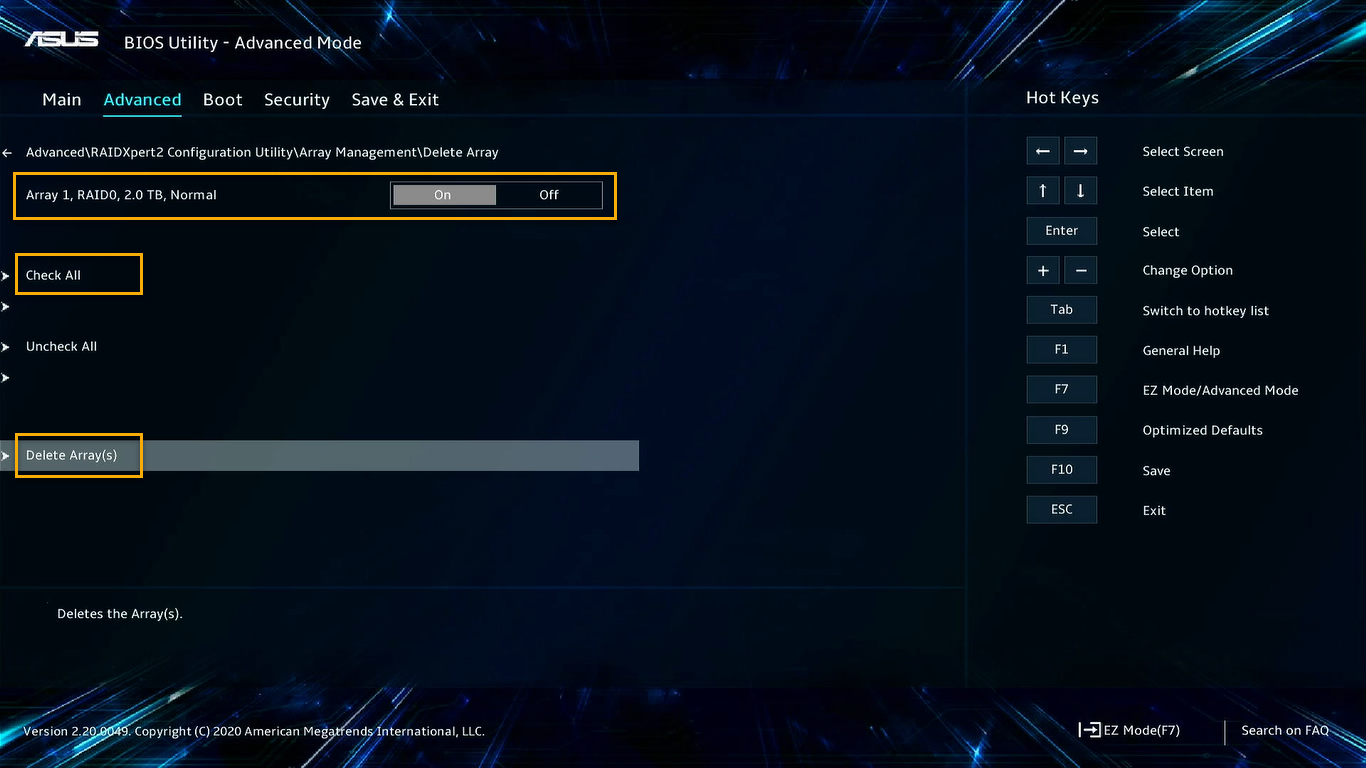 ASUS BIOS Utility - Advanced Mode
Main Advanced Boot Security Save & Exit
Advanced\RAIDXpert2 Configuration Utility\Array Management\Delete Array
Array 1, RAID0, 2.0 TB, Normal On Off
Check All
Uncheck All
Delete Array(s)
Deletes the Array(s).
Hot Keys
← → Select Screen
↑ ↓ Select Item
Enter Select
+ − Change Option
Tab Switch to hotkey list
F1 General Help
F7 EZ Mode/Advanced Mode
F9 Optimized Defaults
F10 Save
ESC Exit
Version 2.20.0049. Copyright (C) 2020 American Megatrends International, LLC.
EZ Mode(F7) Search on FAQ